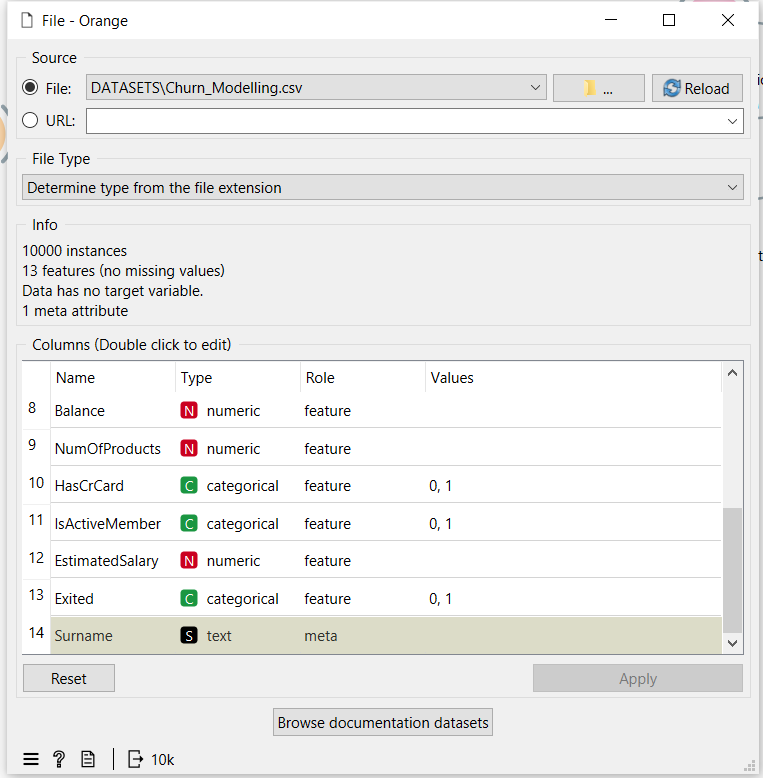 File - Orange
Source
File: DATASETS\Churn_Modelling.csv ... Reload
URL:
File Type
Determine type from the file extension
Info
10000 instances
13 features (no missing values)
Data has no target variable.
1 meta attribute
Columns (Double click to edit)
Name Type Role Values
8 Balance N numeric feature
9 NumOfProducts N numeric feature
10 HasCrCard C categorical feature 0, 1
11 IsActiveMember C categorical feature 0, 1
12 EstimatedSalary N numeric feature
13 Exited C categorical feature 0, 1
14 Surname S text meta
Reset Apply
Browse documentation datasets
? 10k